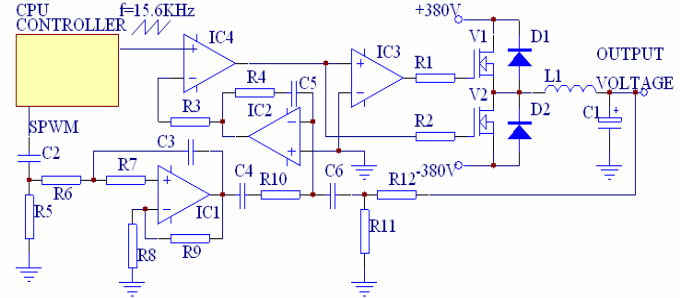 CPU f=15.6KHz
CONTROLLER
+380V
IC4
IC3
V1
D1
OUTPUT
VOLTAGE
R1
L1
R4
C5
IC2
R3
R2
V2
D2
C1
+
SPWM
C2
C3
-380V
R6
R7
C4
R10
C6
R12
R5
IC1
R8
R9
R11